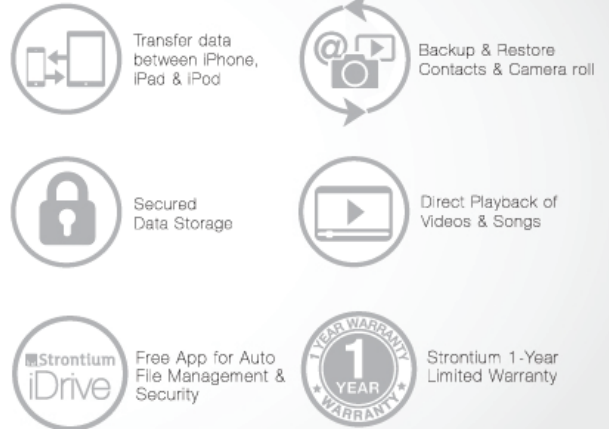 Transfer data
between iPhone,
iPad & iPod
@
Backup & Restore
Contacts & Camera roll
Secured
Data Storage
Direct Playback of
Videos & Songs
Strontium
iDrive
Free App for Auto
File Management &
Security
1 YEAR WARRANTY
1
YEAR
WARRANTY
Strontium 1-Year
Limited Warranty